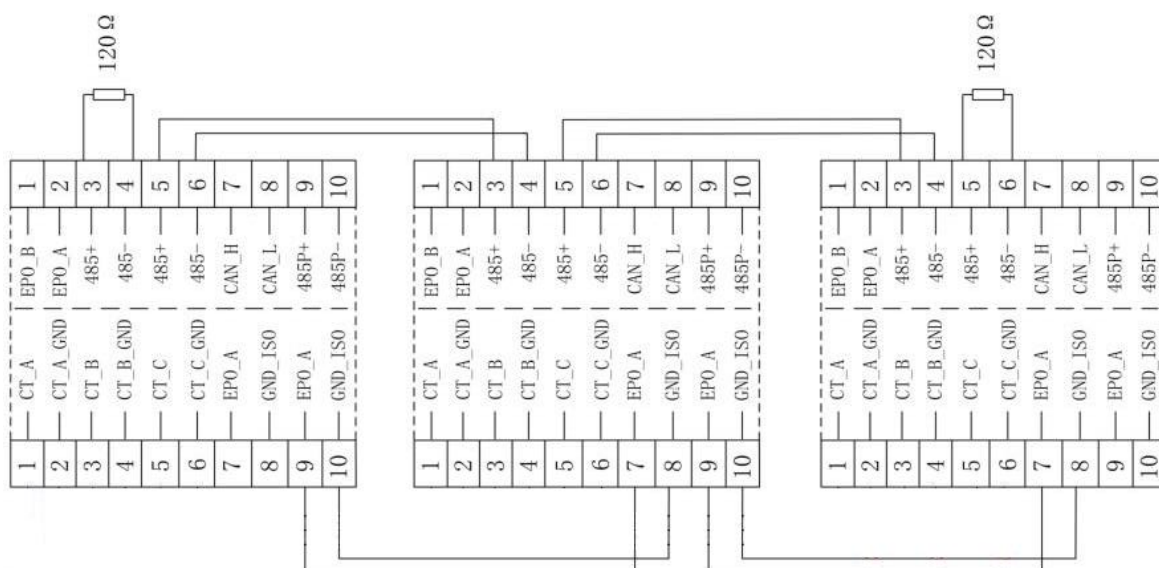 120Ω
120Ω
1 2 3 4 5 6 7 8 9 10
EPO_B EPO_A 485+ 485- 485+ 485- CAN_H CAN_L 485P+ 485P-
CT_A CT_A_GND CT_B CT_B_GND CT_C CT_C_GND EPO_A GND_ISO EPO_A GND_ISO
1 2 3 4 5 6 7 8 9 10
1 2 3 4 5 6 7 8 9 10
EPO_B EPO_A 485+ 485- 485+ 485- CAN_H CAN_L 485P+ 485P-
CT_A CT_A_GND CT_B CT_B_GND CT_C CT_C_GND EPO_A GND_ISO EPO_A GND_ISO
1 2 3 4 5 6 7 8 9 10
1 2 3 4 5 6 7 8 9 10
EPO_B EPO_A 485+ 485- 485+ 485- CAN_H CAN_L 485P+ 485P-
CT_A CT_A_GND CT_B CT_B_GND CT_C CT_C_GND EPO_A GND_ISO EPO_A GND_ISO
1 2 3 4 5 6 7 8 9 10